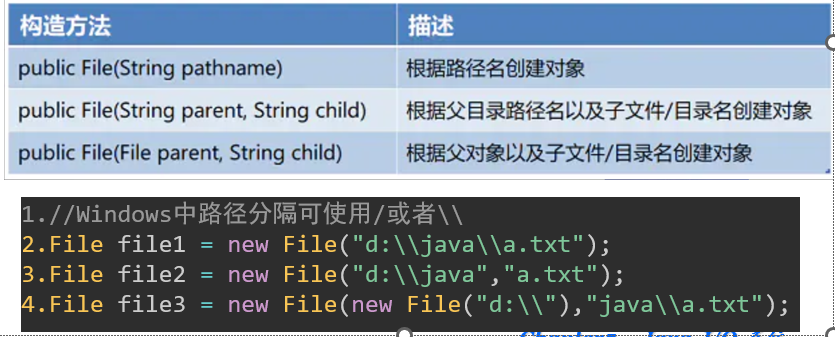 构造方法 描述
public File(String pathname) 根据路径名创建对象
public File(String parent, String child) 根据父目录路径名以及子文件/目录名创建对象
public File(File parent, String child) 根据父对象以及子文件/目录名创建对象
1.//Windows中路径分隔可使用/或者\\
2.File file1 = new File("d:\\java\\a.txt");
3.File file2 = new File("d:\\java","a.txt");
4.File file3 = new File(new File("d:\\"),"java\\a.txt");